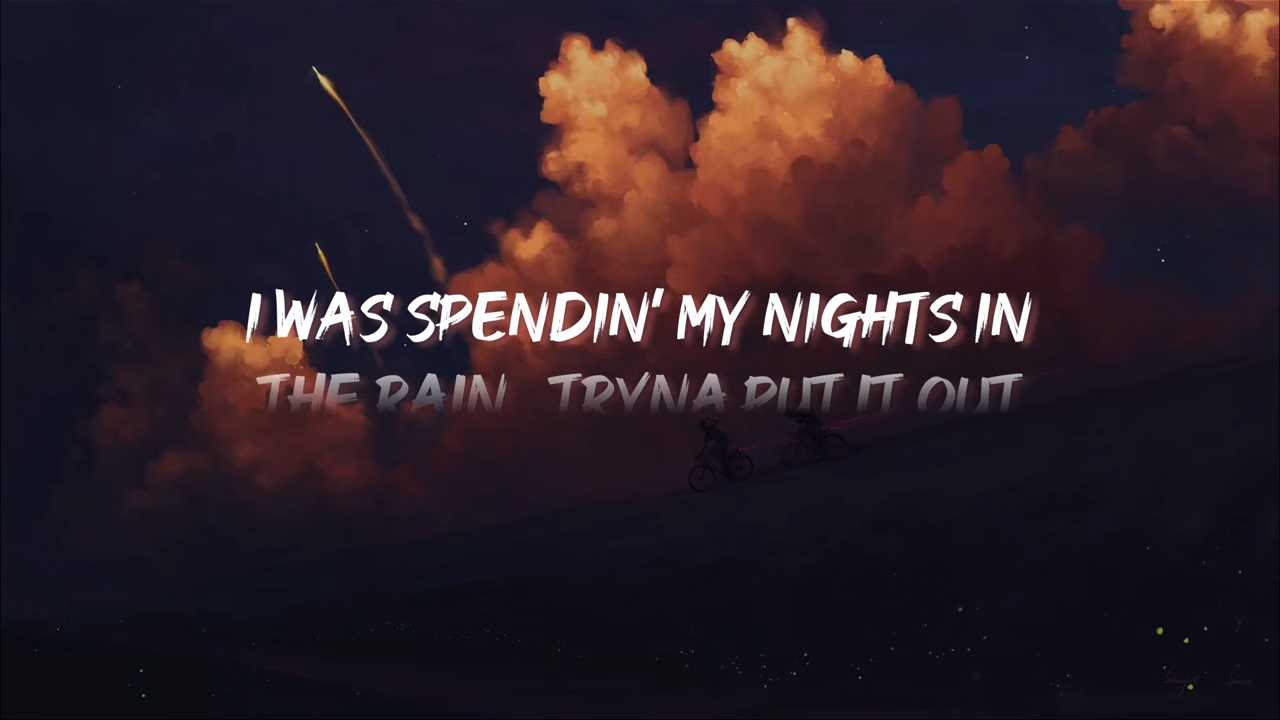 I WAS SPENDIN' MY NIGHTS IN
THE RAIN TRYNA PUT IT OUT